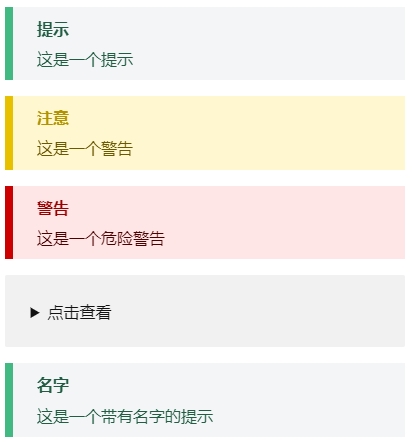 提示
这是一个提示
注意
这是一个警告
警告
这是一个危险警告
点击查看
名字
这是一个带有名字的提示